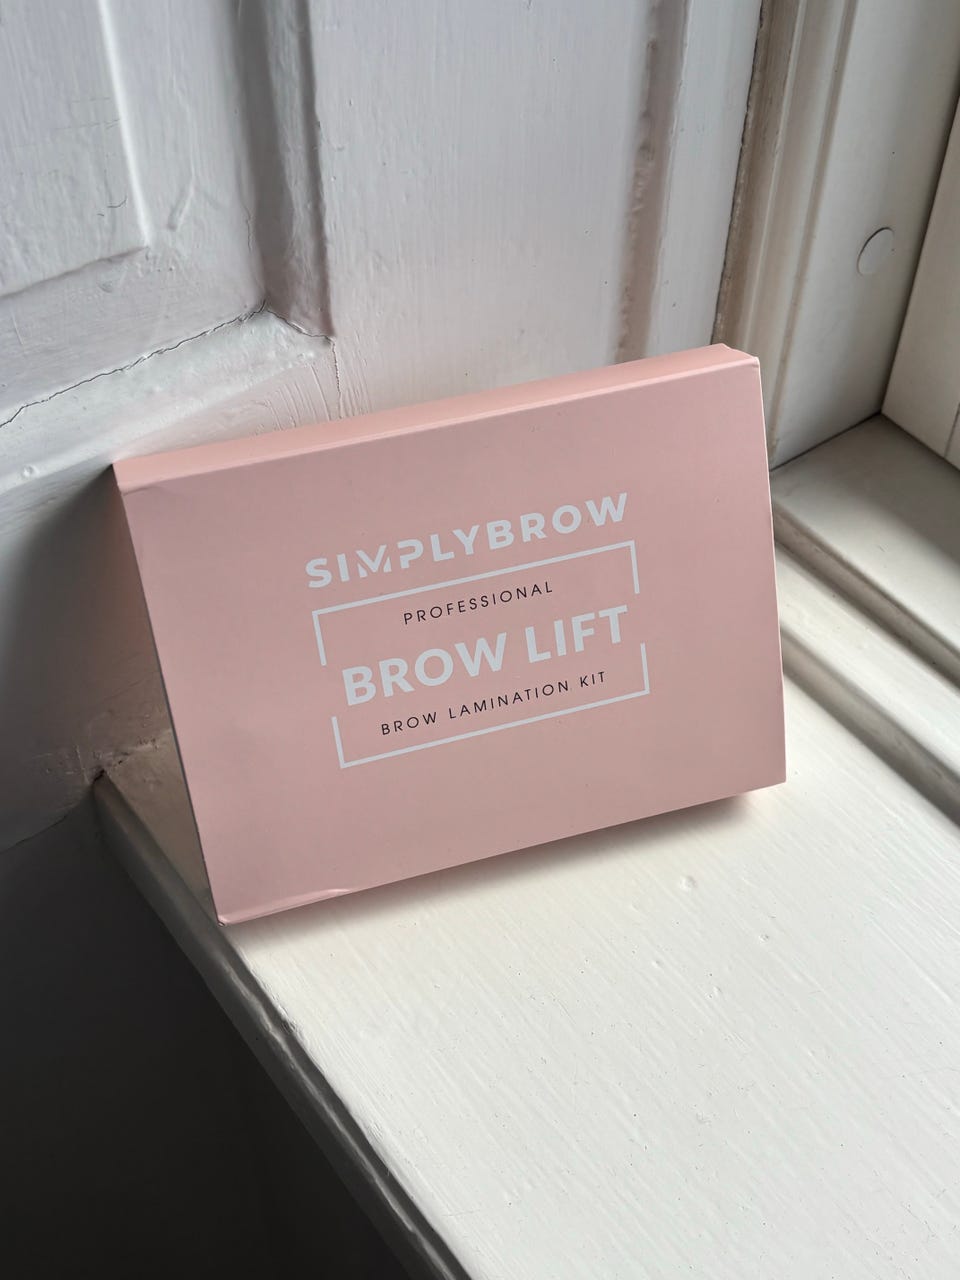 SIMPLYBROW
PROFESSIONAL
BROW LIFT
BROW LAMINATION KIT